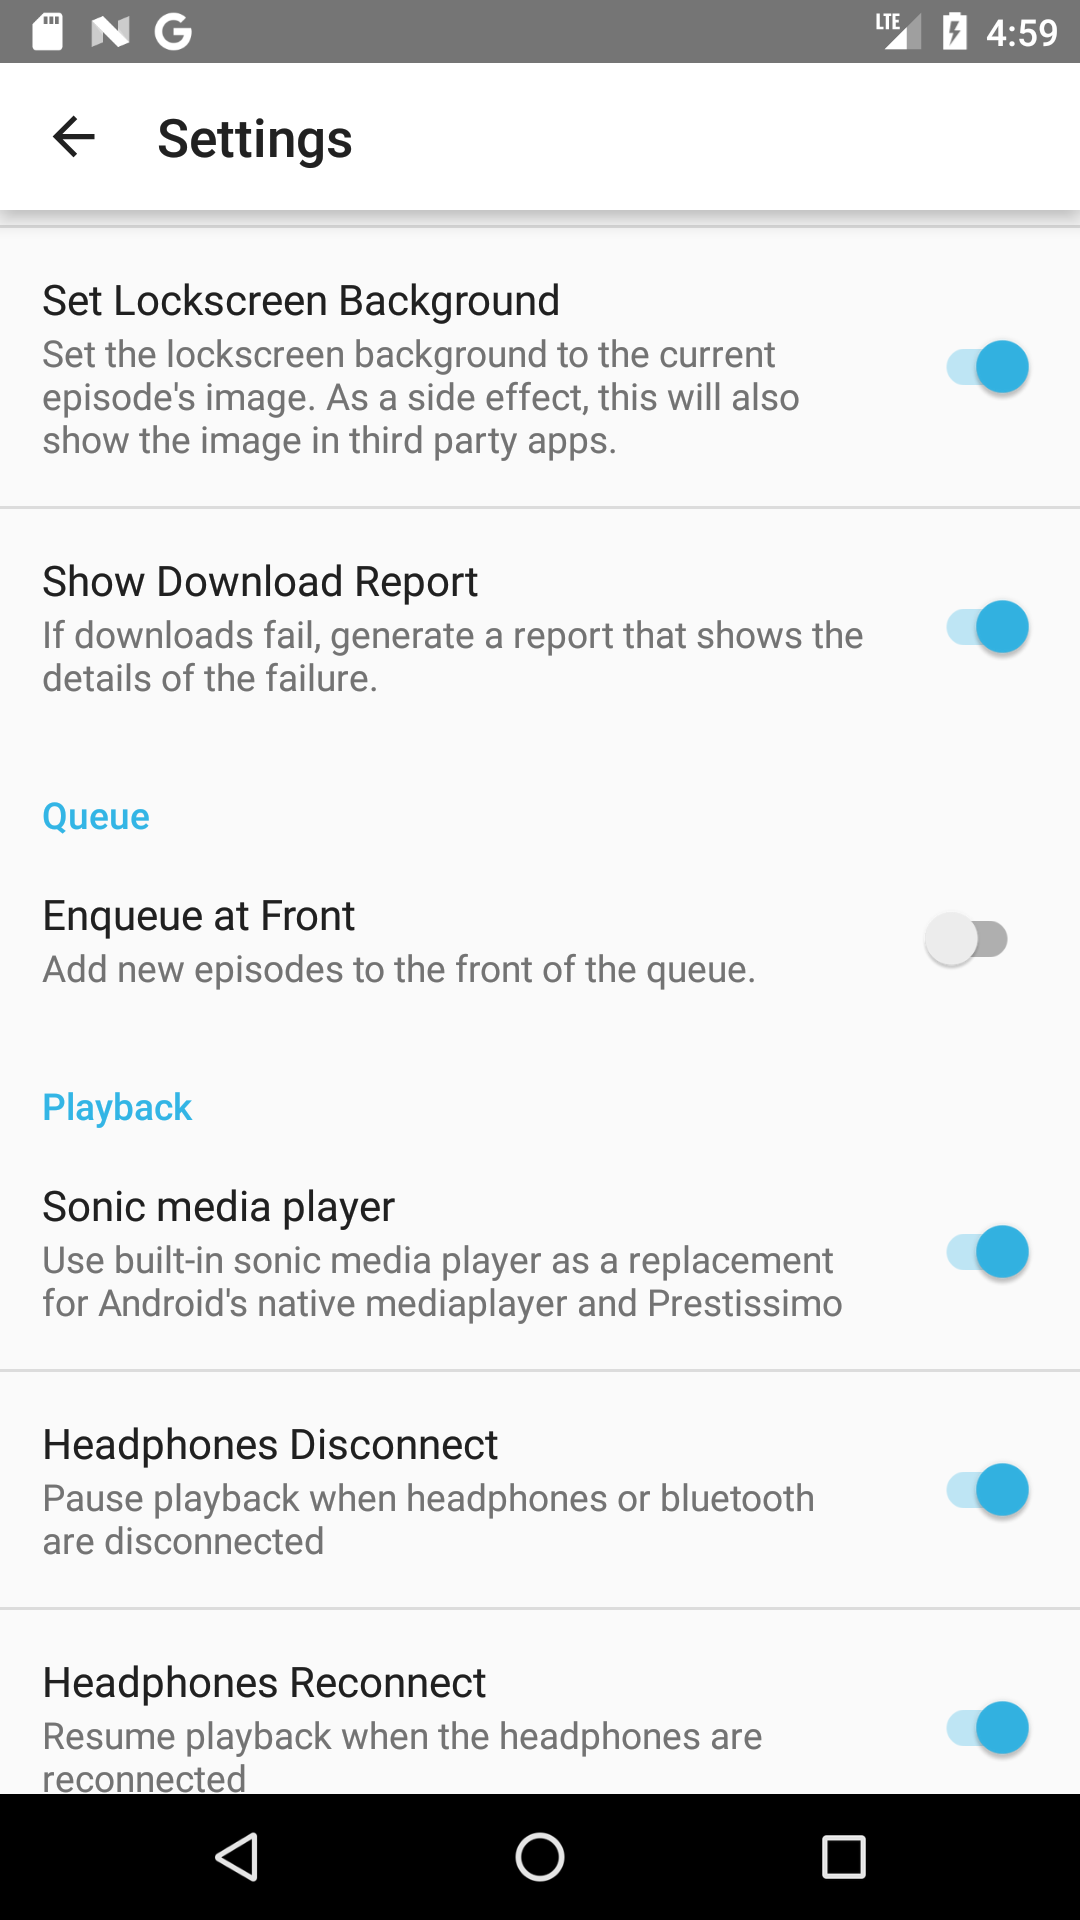 LTE 4:59
Settings
Set Lockscreen Background
Set the lockscreen background to the current
episode's image. As a side effect, this will also
show the image in third party apps.
Show Download Report
If downloads fail, generate a report that shows the
details of the failure.
Queue
Enqueue at Front
Add new episodes to the front of the queue.
Playback
Sonic media player
Use built-in sonic media player as a replacement
for Android's native mediaplayer and Prestissimo
Headphones Disconnect
Pause playback when headphones or bluetooth
are disconnected
Headphones Reconnect
Resume playback when the headphones are
reconnected